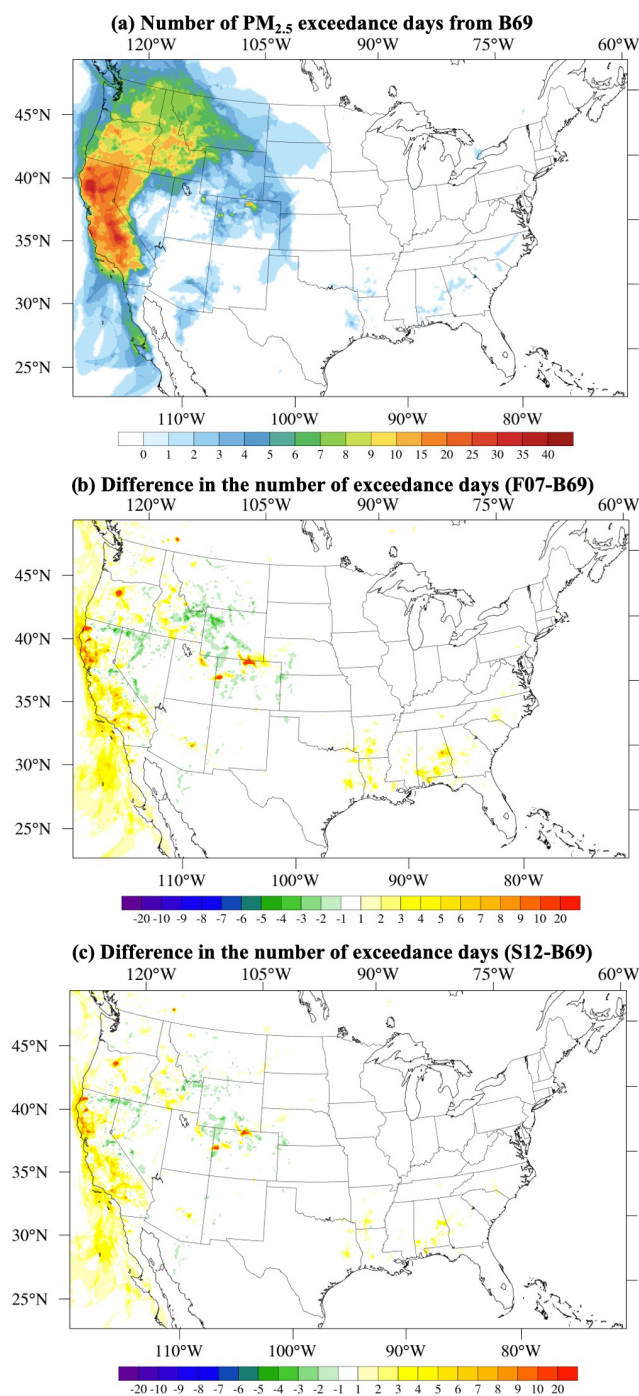 (a) Number of PM2.5 exceedance days from B69
120°W 105°W 90°W 75°W 60°W
45°N
40°N
35°N
30°N
25°N
110°W 100°W 90°W 80°W
0 1 2 3 4 5 6 7 8 9 10 15 20 25 30 35 40
(b) Difference in the number of exceedance days (F07-B69)
120°W 105°W 90°W 75°W 60°W
45°N
40°N
35°N
30°N
25°N
110°W 100°W 90°W 80°W
-20 -10 -9 -8 -7 -6 -5 -4 -3 -2 -1 1 2 3 4 5 6 7 8 9 10 20
(c) Difference in the number of exceedance days (S12-B69)
120°W 105°W 90°W 75°W 60°W
45°N
40°N
35°N
30°N
25°N
110°W 100°W 90°W 80°W
-20 -10 -9 -8 -7 -6 -5 -4 -3 -2 -1 1 2 3 4 5 6 7 8 9 10 20